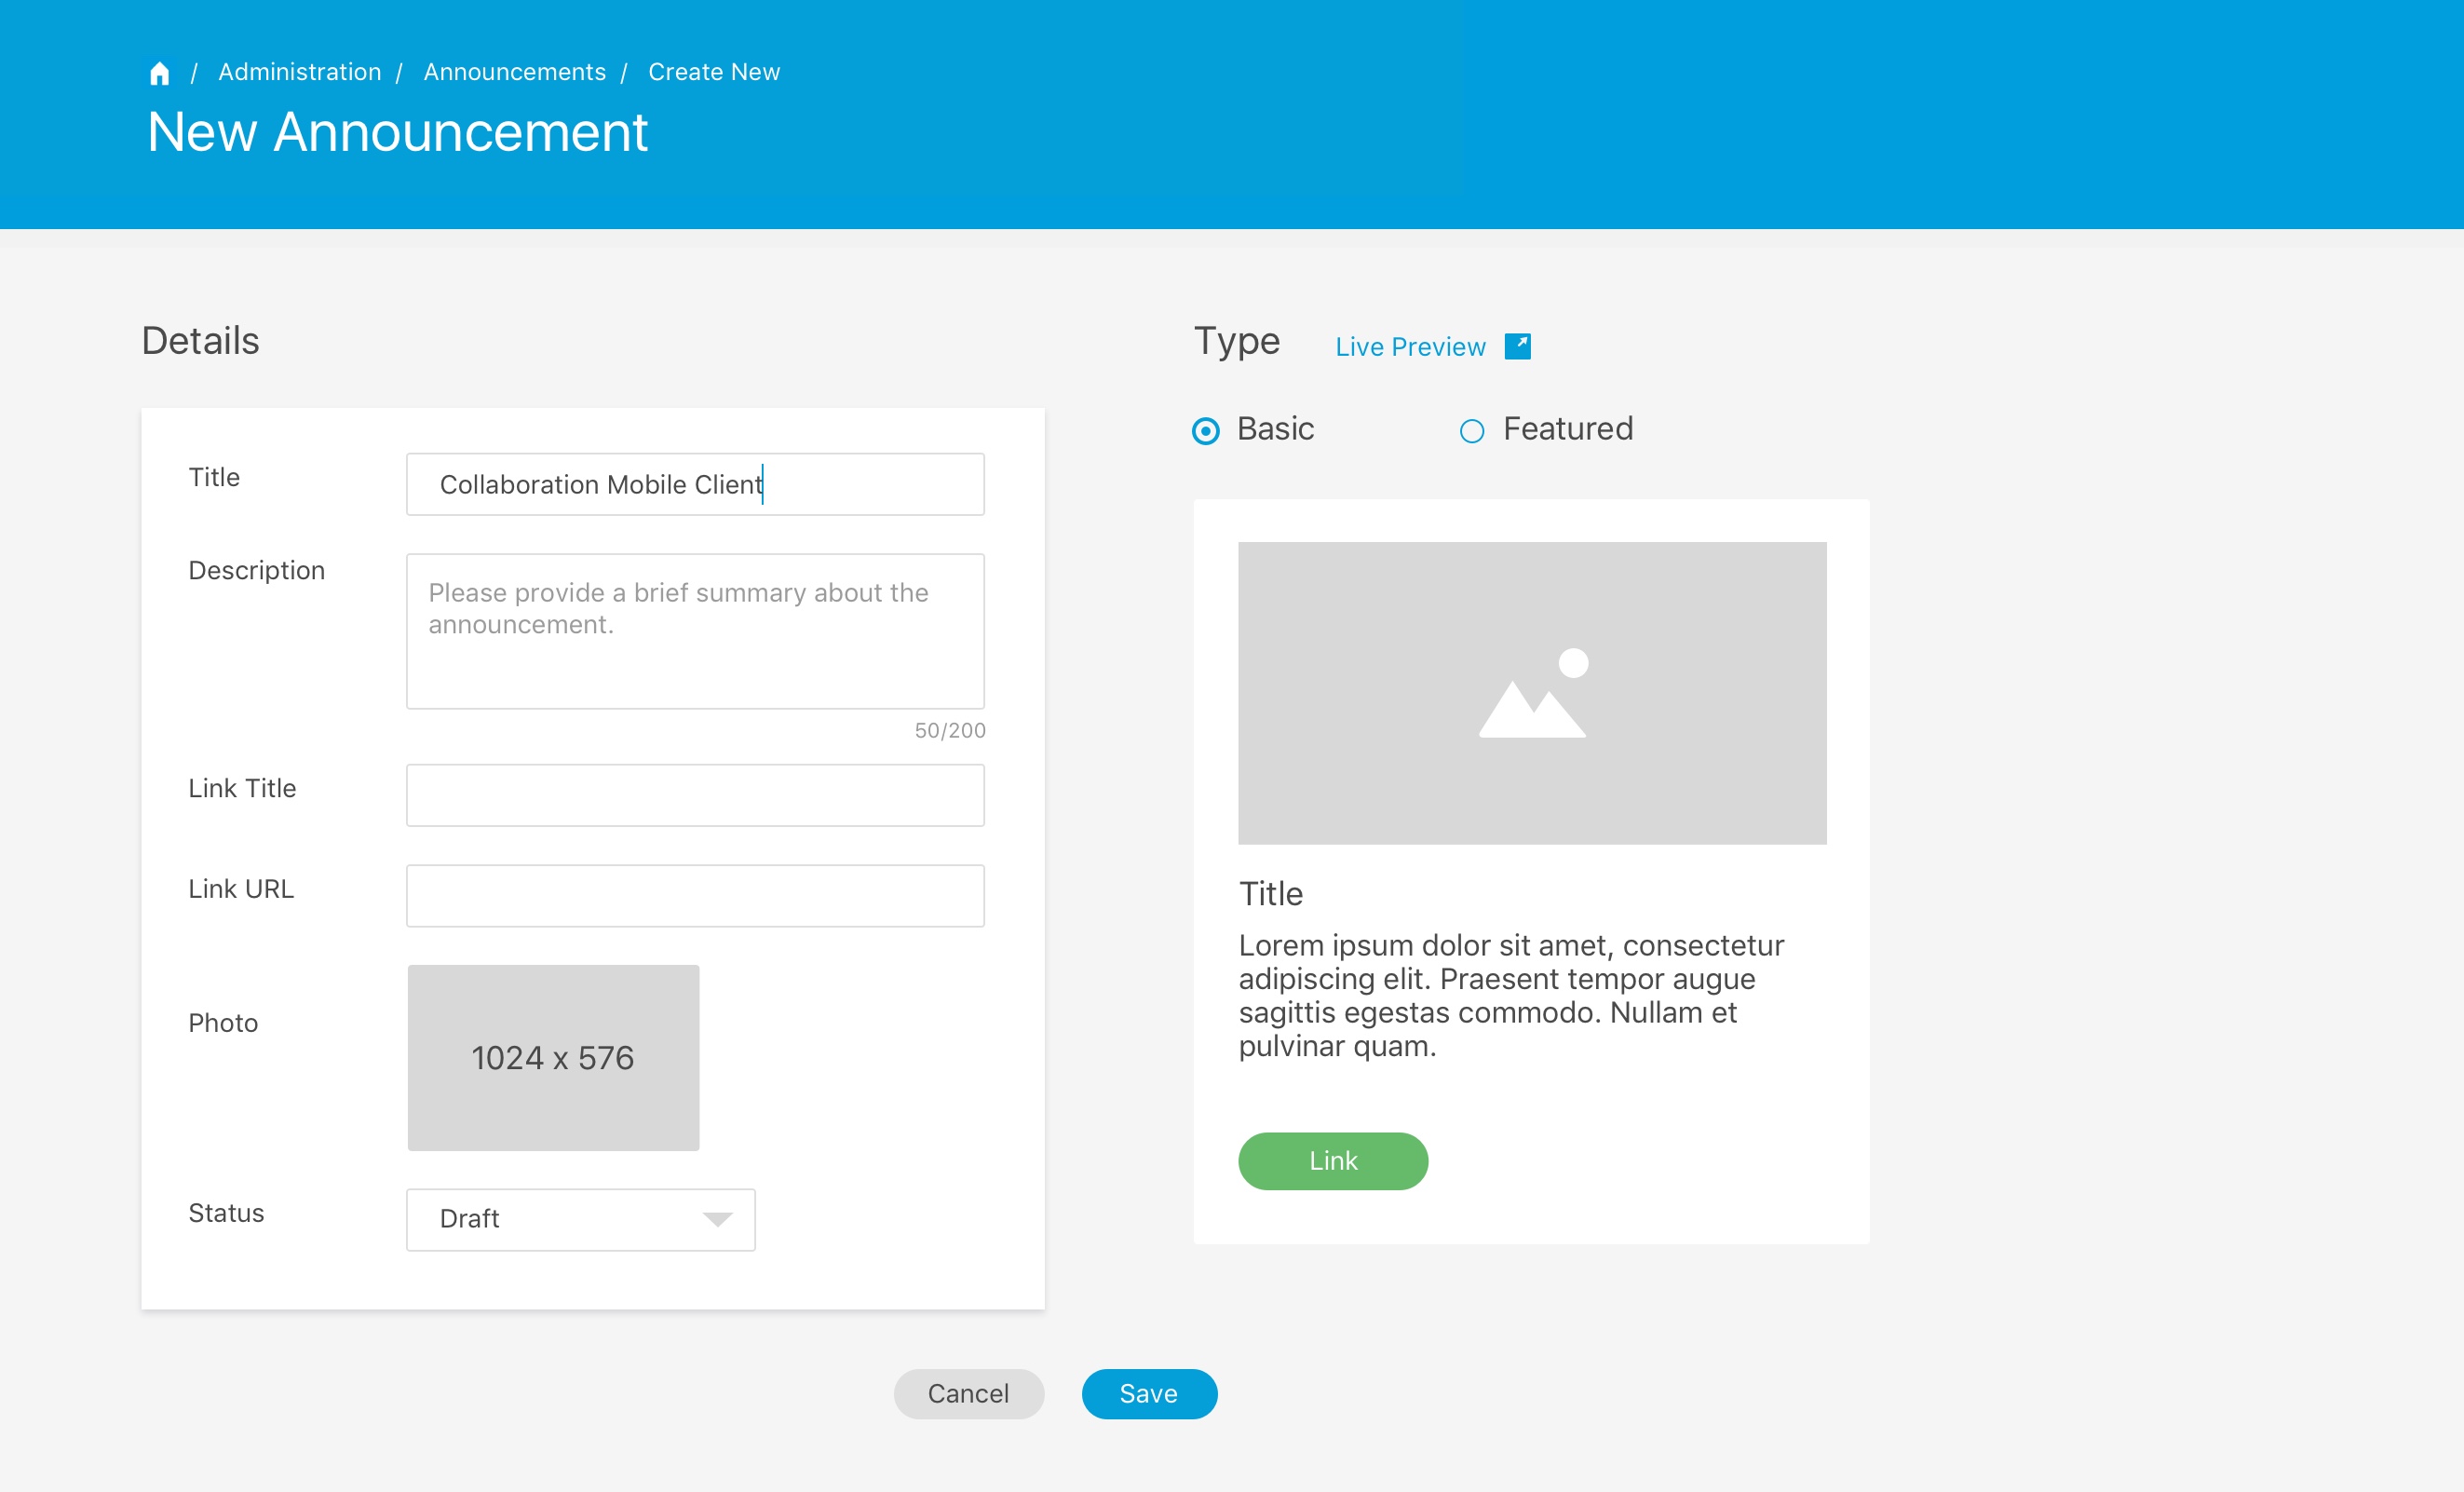 / Administration / Announcements / Create New
New Announcement
Details
Title
Collaboration Mobile Client
Description
Please provide a brief summary about the
announcement.
50/200
Link Title
Link URL
Photo
1024 x 576
Status
Draft
Type
Live Preview
Basic
Featured
Title
Lorem ipsum dolor sit amet, consectetur
adipiscing elit. Praesent tempor augue
sagittis egestas commodo. Nullam et
pulvinar quam.
Link
Cancel
Save